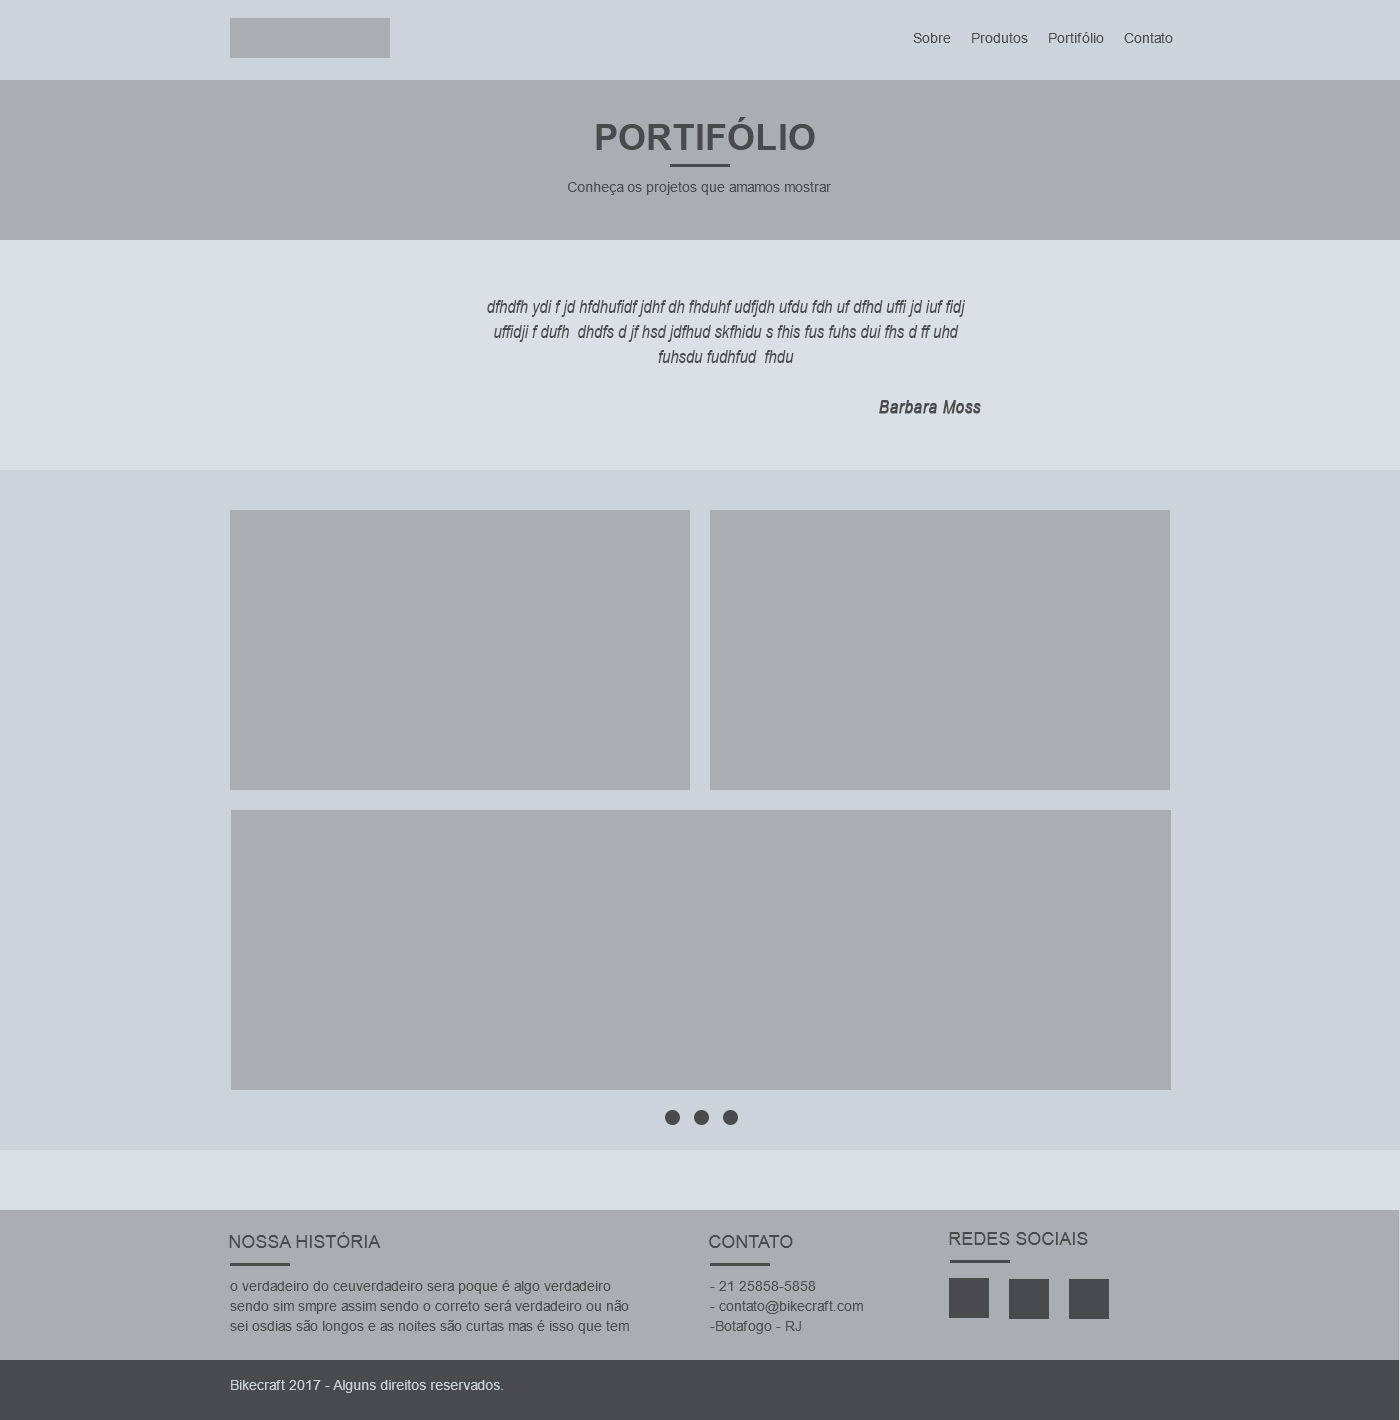 Sobre Produtos Portifólio Contato
PORTIFÓLIO
Conheça os projetos que amamos mostrar
dfhdfh ydi f jd hfdhufidf jdhf dh fhduhf udfjdh ufdu fdh uf dfhd uffi jd iuf fidj
uffidji f dufh  dhdfs d jf hsd jdfhud skfhidu s fhis fus fuhs dui fhs d ff uhd
fuhsdu fudhfud  fhdu
Barbara Moss
NOSSA HISTÓRIA
o verdadeiro do ceuverdadeiro sera poque é algo verdadeiro
sendo sim smpre assim sendo o correto será verdadeiro ou não
sei osdias são longos e as noites são curtas mas é isso que tem
CONTATO
- 21 25858-5858
- contato@bikecraft.com
-Botafogo - RJ
REDES SOCIAIS
Bikecraft 2017 - Alguns direitos reservados.